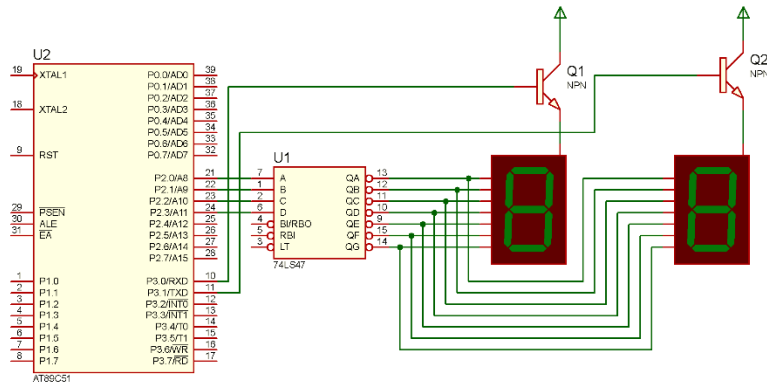 U2
19 XTAL1 P0.0/AD0 39
P0.1/AD1 38
P0.2/AD2 37
18 XTAL2 P0.3/AD3 36
P0.4/AD4 35
P0.5/AD5 34
P0.6/AD6 33
9 RST P0.7/AD7 32
P2.0/A8 21
P2.1/A9 22
P2.2/A10 23
29 PSEN P2.3/A11 24
30 ALE P2.4/A12 25
31 EA P2.5/A13 26
P2.6/A14 27
P2.7/A15 28
1 P1.0 P3.0/RXD 10
2 P1.1 P3.1/TXD 11
3 P1.2 P3.2/INT0 12
4 P1.3 P3.3/INT1 13
5 P1.4 P3.4/T0 14
6 P1.5 P3.5/T1 15
7 P1.6 P3.6/WR 16
8 P1.7 P3.7/RD 17
AT89C51
U1
7 A QA 13
1 B QB 12
2 C QC 11
6 D QD 10
4 BI/RBO QE 9
5 RBI QF 15
3 LT QG 14
74LS47
Q1
NPN
Q2
NPN